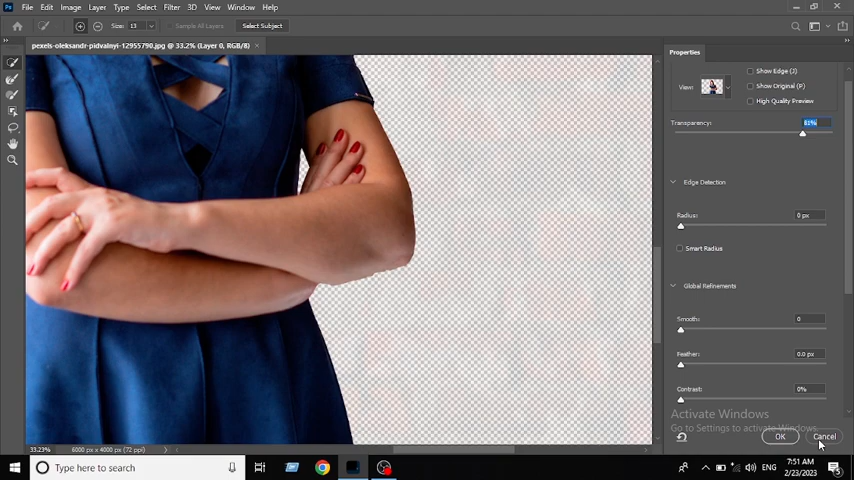 File Edit Image Layer Type Select Filter 3D View Window Help
Size: 13 Sample All Layers Select Subject
pexels-oleksandr-pidvalnyi-12955790.jpg @ 33.2% (Layer 0, RGB/8) ×
Properties
Show Edge (J)
View: Show Original (P)
High Quality Preview
Transparency: 81%
Edge Detection
Radius: 0 px
Smart Radius
Global Refinements
Smooth: 0
Feather: 0.0 px
Contrast: 0%
Activate Windows
Go to Settings to activate Windows.
OK Cancel
33.23% 6000 px x 4000 px (72 ppi)
Type here to search
ENG
7:51 AM
2/23/2023